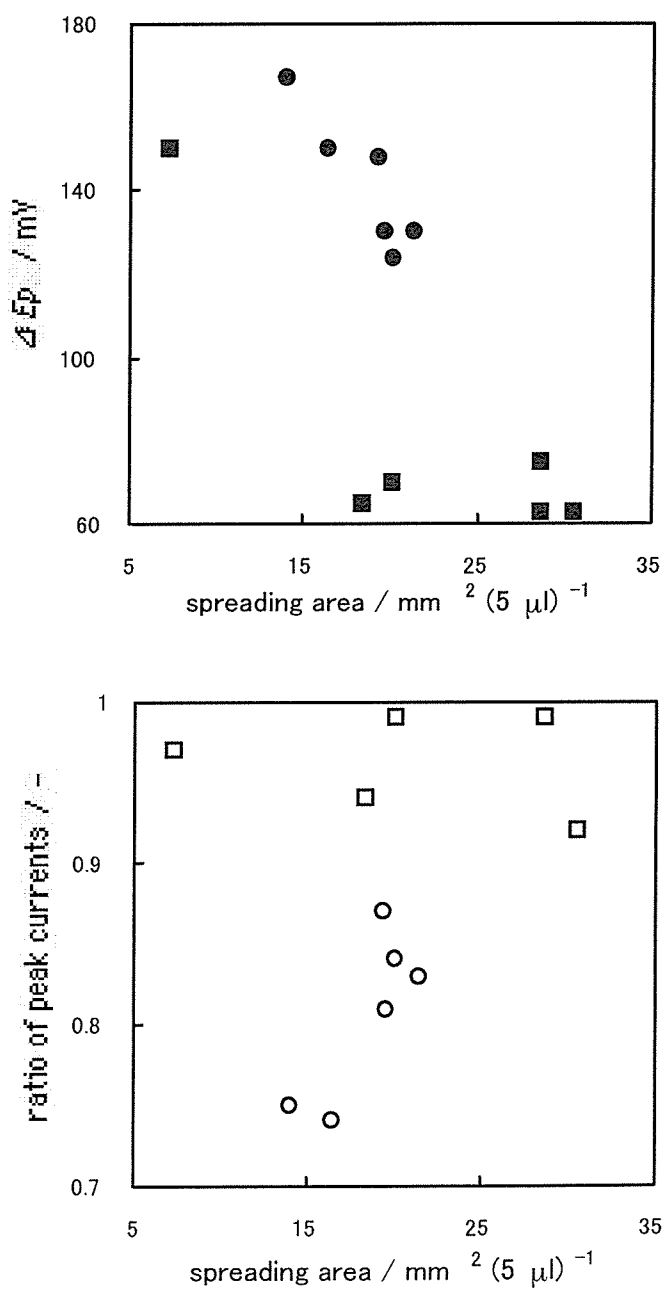 180
140
100
60
⊿Ep / mV
5 15 25 35
spreading area / mm ² (5 μl) ⁻¹
1
0.9
0.8
0.7
ratio of peak currents / -
5 15 25 35
spreading area / mm ² (5 μl) ⁻¹